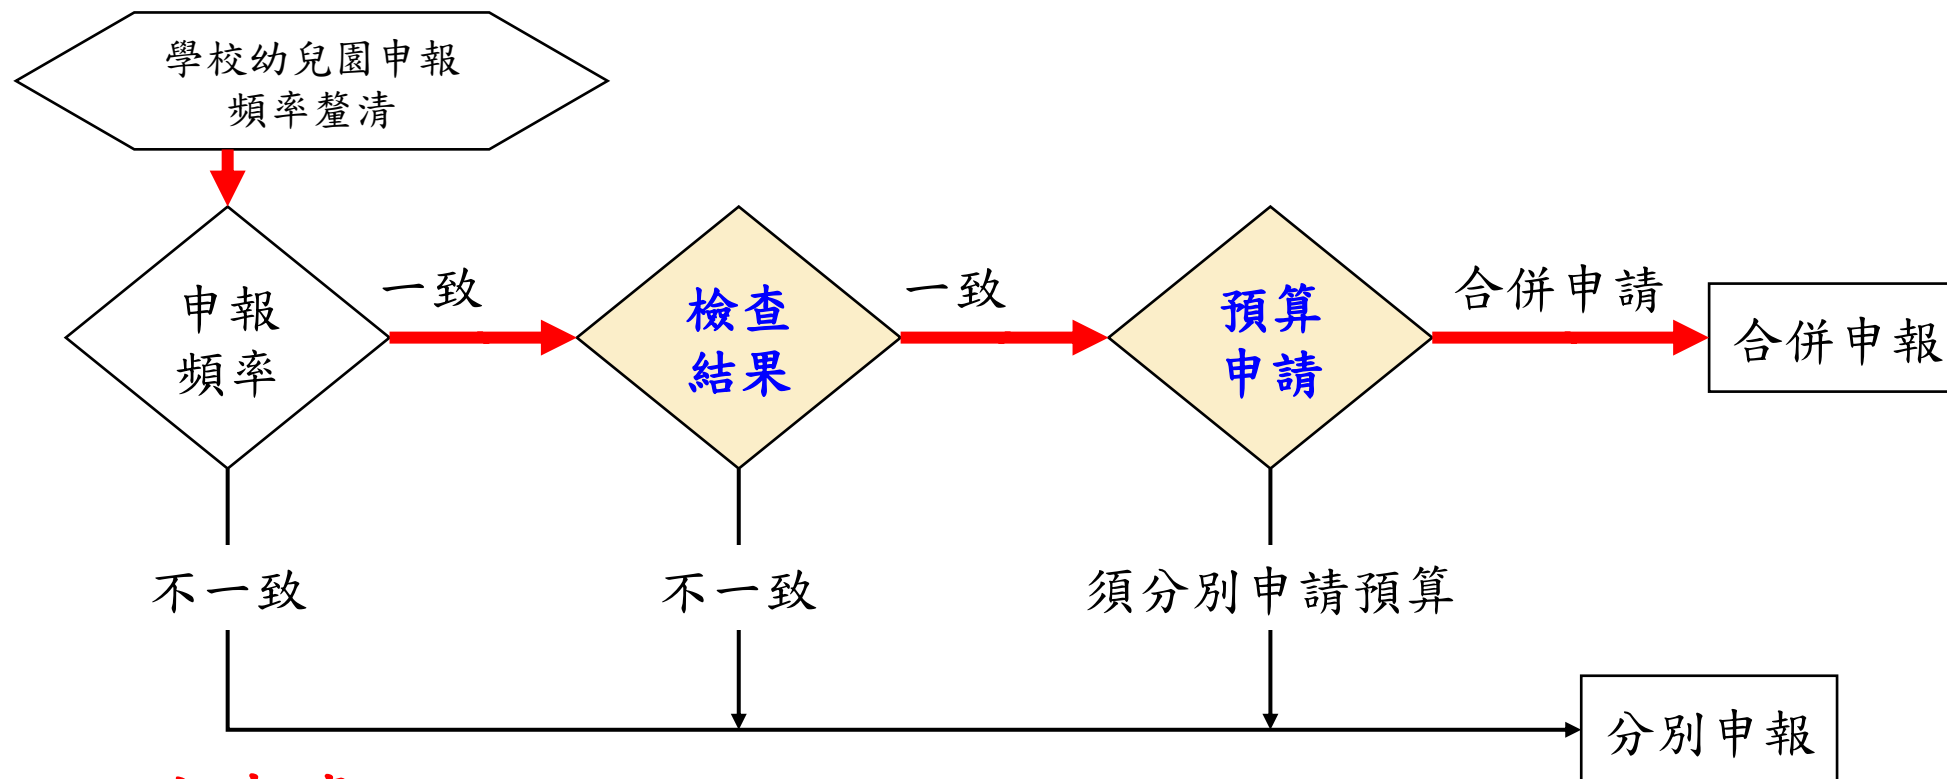 學校幼兒園申報
頻率釐清
申報
頻率
一致
檢查
結果
一致
預算
申請
合併申請
合併申報
不一致
不一致
須分別申請預算
分別申報